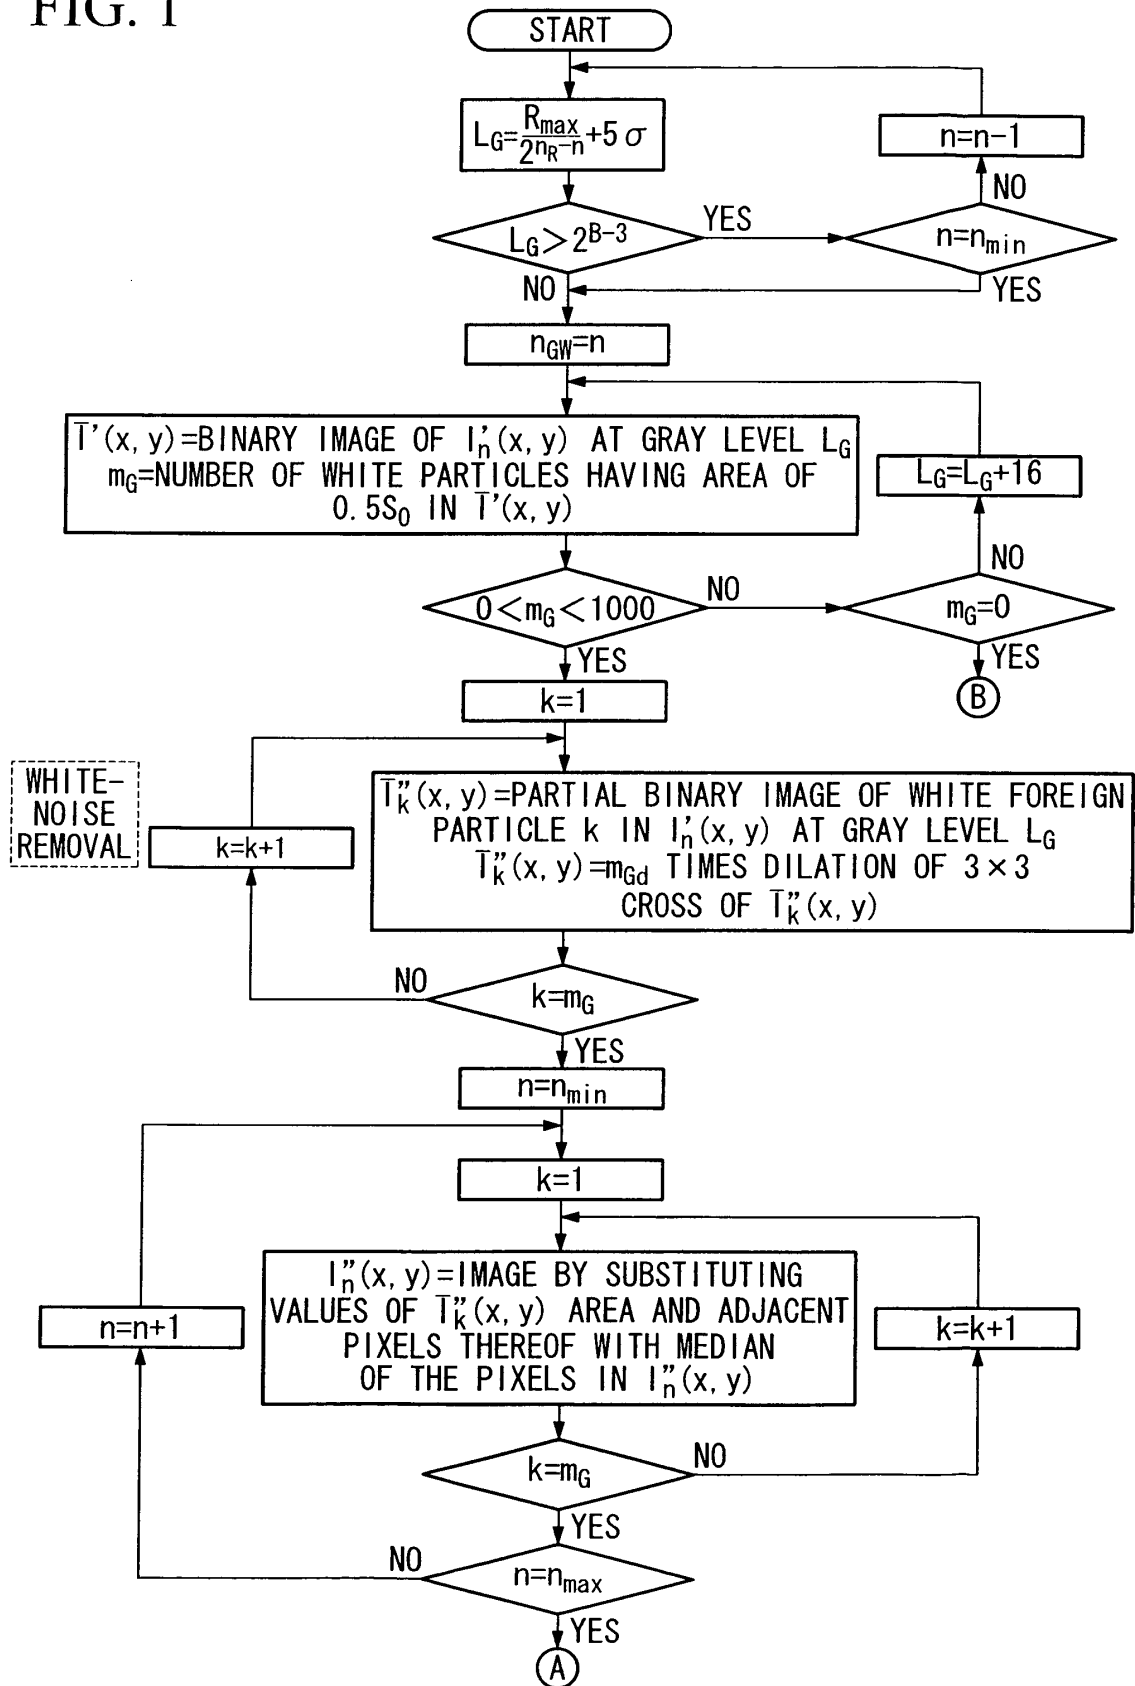 FIG. 1
START
L_G=R_max/2^(n_R-n)+5σ
n=n-1
NO
L_G>2^(B-3)
YES
n=n_min
NO
YES
n_GW=n
Ī'(x, y)=BINARY IMAGE OF I'_n(x, y) AT GRAY LEVEL L_G
m_G=NUMBER OF WHITE PARTICLES HAVING AREA OF
0.5S_0 IN Ī'(x, y)
L_G=L_G+16
NO
0<m_G<1000
NO
m_G=0
YES
YES
B
k=1
WHITE-
NOISE
REMOVAL
k=k+1
Ī"_k(x, y)=PARTIAL BINARY IMAGE OF WHITE FOREIGN
PARTICLE k IN I'_n(x, y) AT GRAY LEVEL L_G
Ī"_k(x, y)=m_Gd TIMES DILATION OF 3×3
CROSS OF Ī"_k(x, y)
NO
k=m_G
YES
n=n_min
k=1
I"_n(x, y)=IMAGE BY SUBSTITUTING
VALUES OF Ī"_k(x, y) AREA AND ADJACENT
PIXELS THEREOF WITH MEDIAN
OF THE PIXELS IN I"_n(x, y)
n=n+1
k=k+1
k=m_G
NO
YES
NO
n=n_max
YES
A